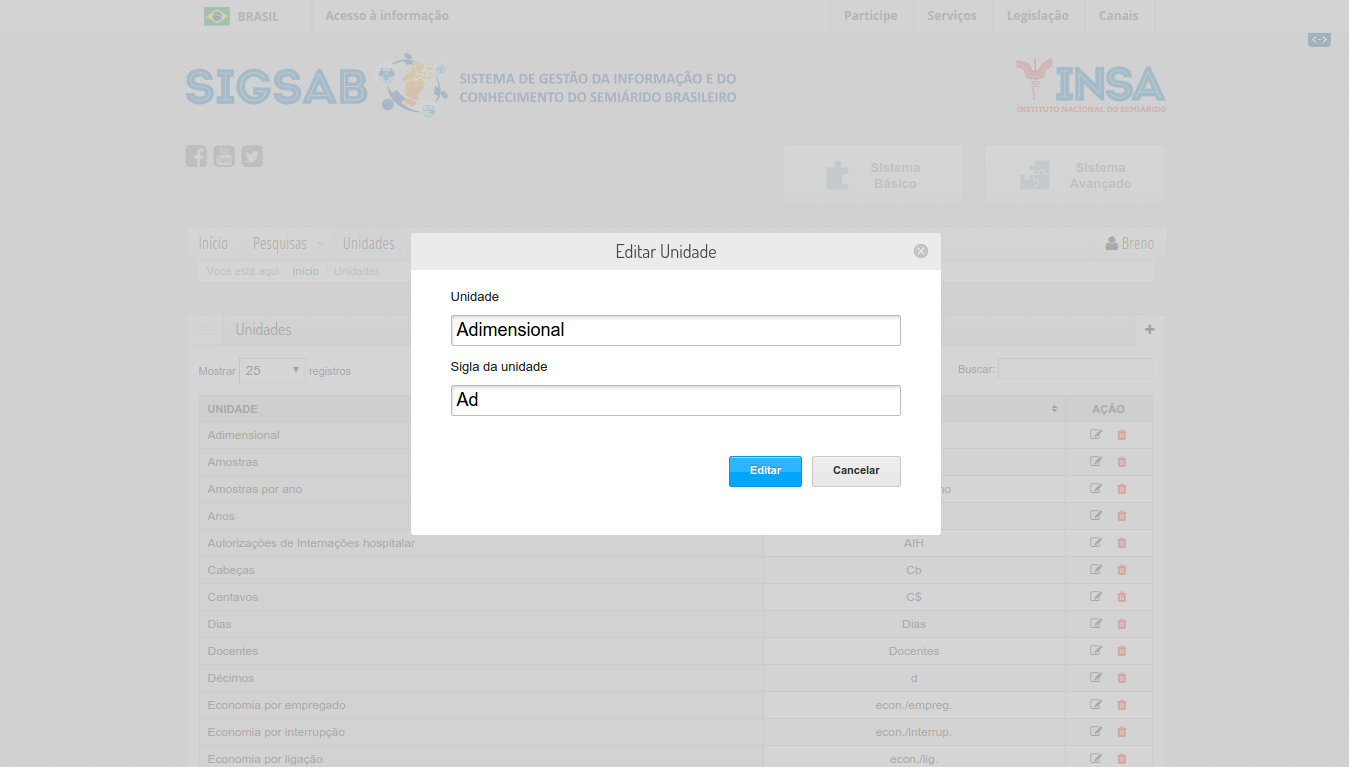 BRASIL Acesso à informação Participe Serviços Legislação Canais
SIGSAB SISTEMA DE GESTÃO DA INFORMAÇÃO E DO
CONHECIMENTO DO SEMIÁRIDO BRASILEIRO
INSA
INSTITUTO NACIONAL DO SEMIÁRIDO
You Tube
Sistema Básico
Sistema Avançado
Início Pesquisas Unidades Breno
Você está aqui: Início / Unidades
Editar Unidade
Unidade
Adimensional
Sigla da unidade
Ad
Editar Cancelar
Unidades
Mostrar 25 registros Buscar:
UNIDADE AÇÃO
Adimensional
Amostras
Amostras por ano
Anos
Autorizações de Internações hospitalar AIH
Cabeças Cb
Centavos C$
Dias Dias
Docentes Docentes
Décimos d
Economia por empregado econ./empreg.
Economia por interrupção econ./interrup.
Economia por ligação econ./lig.